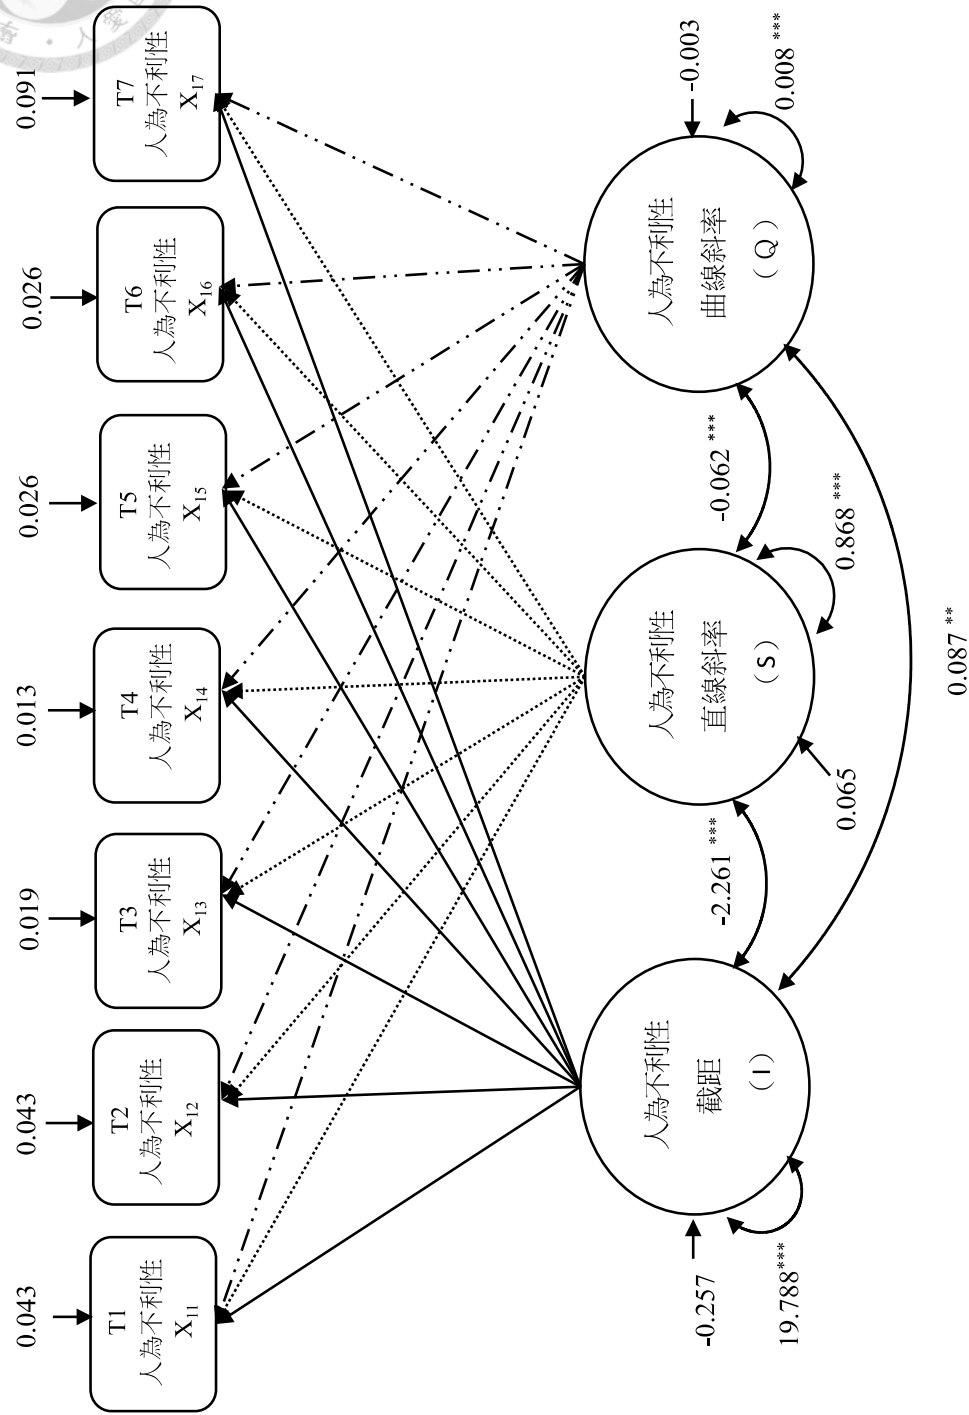 0.043
0.043
0.019
0.013
0.026
0.026
0.091
T1
人為不利性
X11
T2
人為不利性
X12
T3
人為不利性
X13
T4
人為不利性
X14
T5
人為不利性
X15
T6
人為不利性
X16
T7
人為不利性
X17
人為不利性
截距
(I)
人為不利性
直線斜率
(S)
人為不利性
曲線斜率
(Q)
-0.257
19.788***
-2.261 ***
0.065
0.868 ***
-0.062 ***
-0.003
0.008 ***
0.087 **